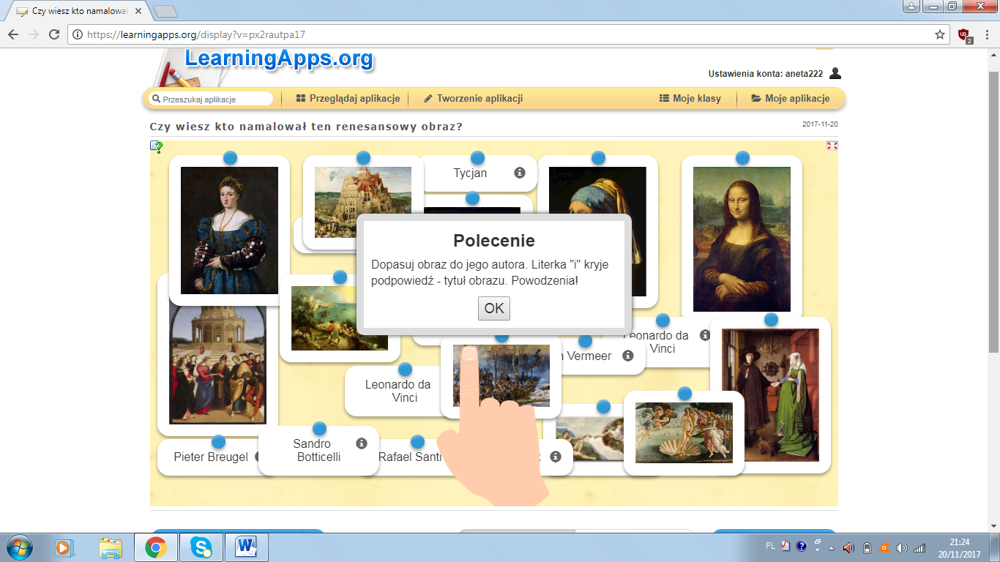 Czy wiesz kto namalował
https://learningapps.org/display?v=px2rautpa17
2
LearningApps.org
Ustawienia konta: aneta222
Przeszukaj aplikacje
Przeglądaj aplikacje
Tworzenie aplikacji
Moje klasy
Moje aplikacje
Czy wiesz kto namalował ten renesansowy obraz?
2017-11-20
Tycjan
Polecenie
Dopasuj obraz do jego autora. Literka "i" kryje
podpowiedź - tytuł obrazu. Powodzenia!
OK
Leonardo da
Vinci
Vermeer
Leonardo da
Vinci
Sandro
Botticelli
Pieter Breugel
Rafael Santi
PL
21:24
20/11/2017